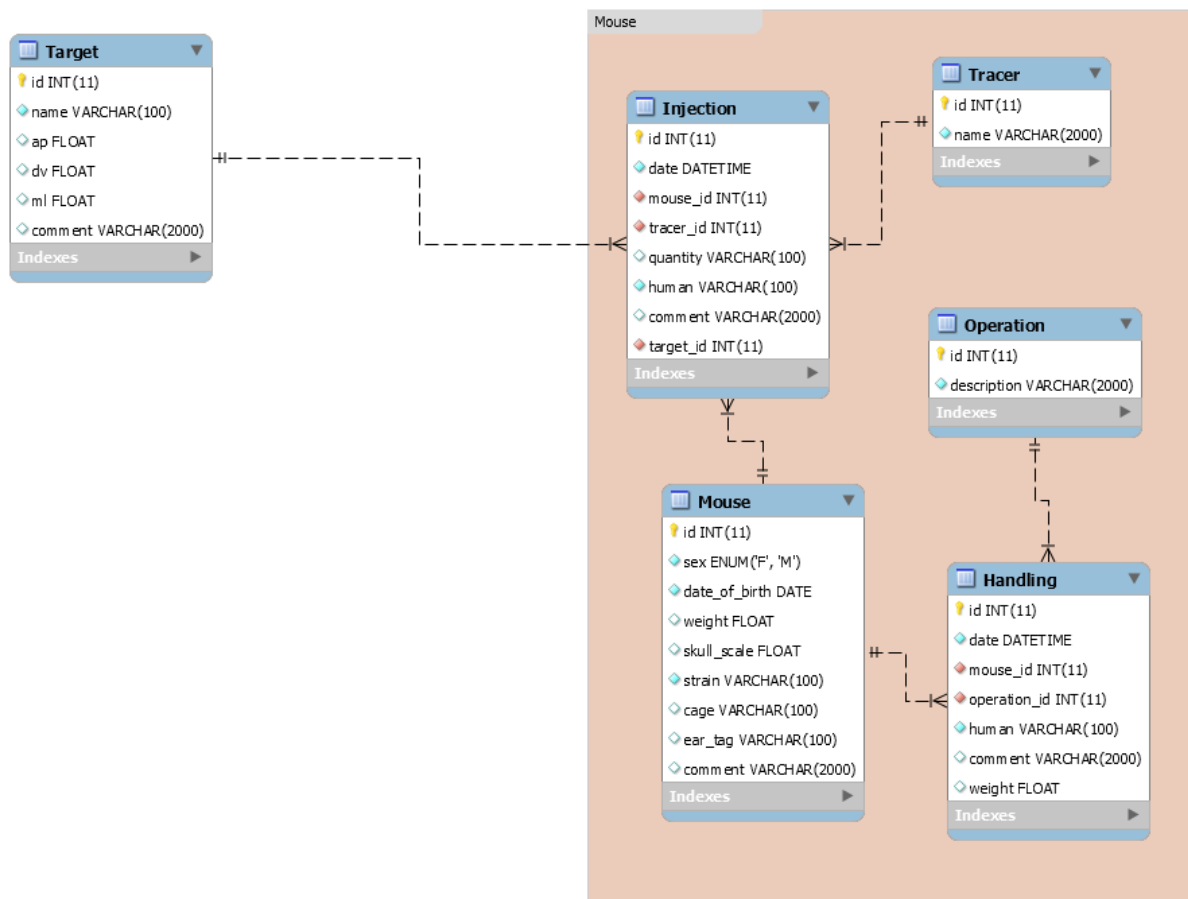 Mouse
Target
id INT(11)
name VARCHAR(100)
ap FLOAT
dv FLOAT
ml FLOAT
comment VARCHAR(2000)
Indexes
Injection
id INT(11)
date DATETIME
mouse_id INT(11)
tracer_id INT(11)
quantity VARCHAR(100)
human VARCHAR(100)
comment VARCHAR(2000)
target_id INT(11)
Indexes
Tracer
id INT(11)
name VARCHAR(2000)
Indexes
Operation
id INT(11)
description VARCHAR(2000)
Indexes
Mouse
id INT(11)
sex ENUM('F', 'M')
date_of_birth DATE
weight FLOAT
skull_scale FLOAT
strain VARCHAR(100)
cage VARCHAR(100)
ear_tag VARCHAR(100)
comment VARCHAR(2000)
Indexes
Handling
id INT(11)
date DATETIME
mouse_id INT(11)
operation_id INT(11)
human VARCHAR(100)
comment VARCHAR(2000)
weight FLOAT
Indexes